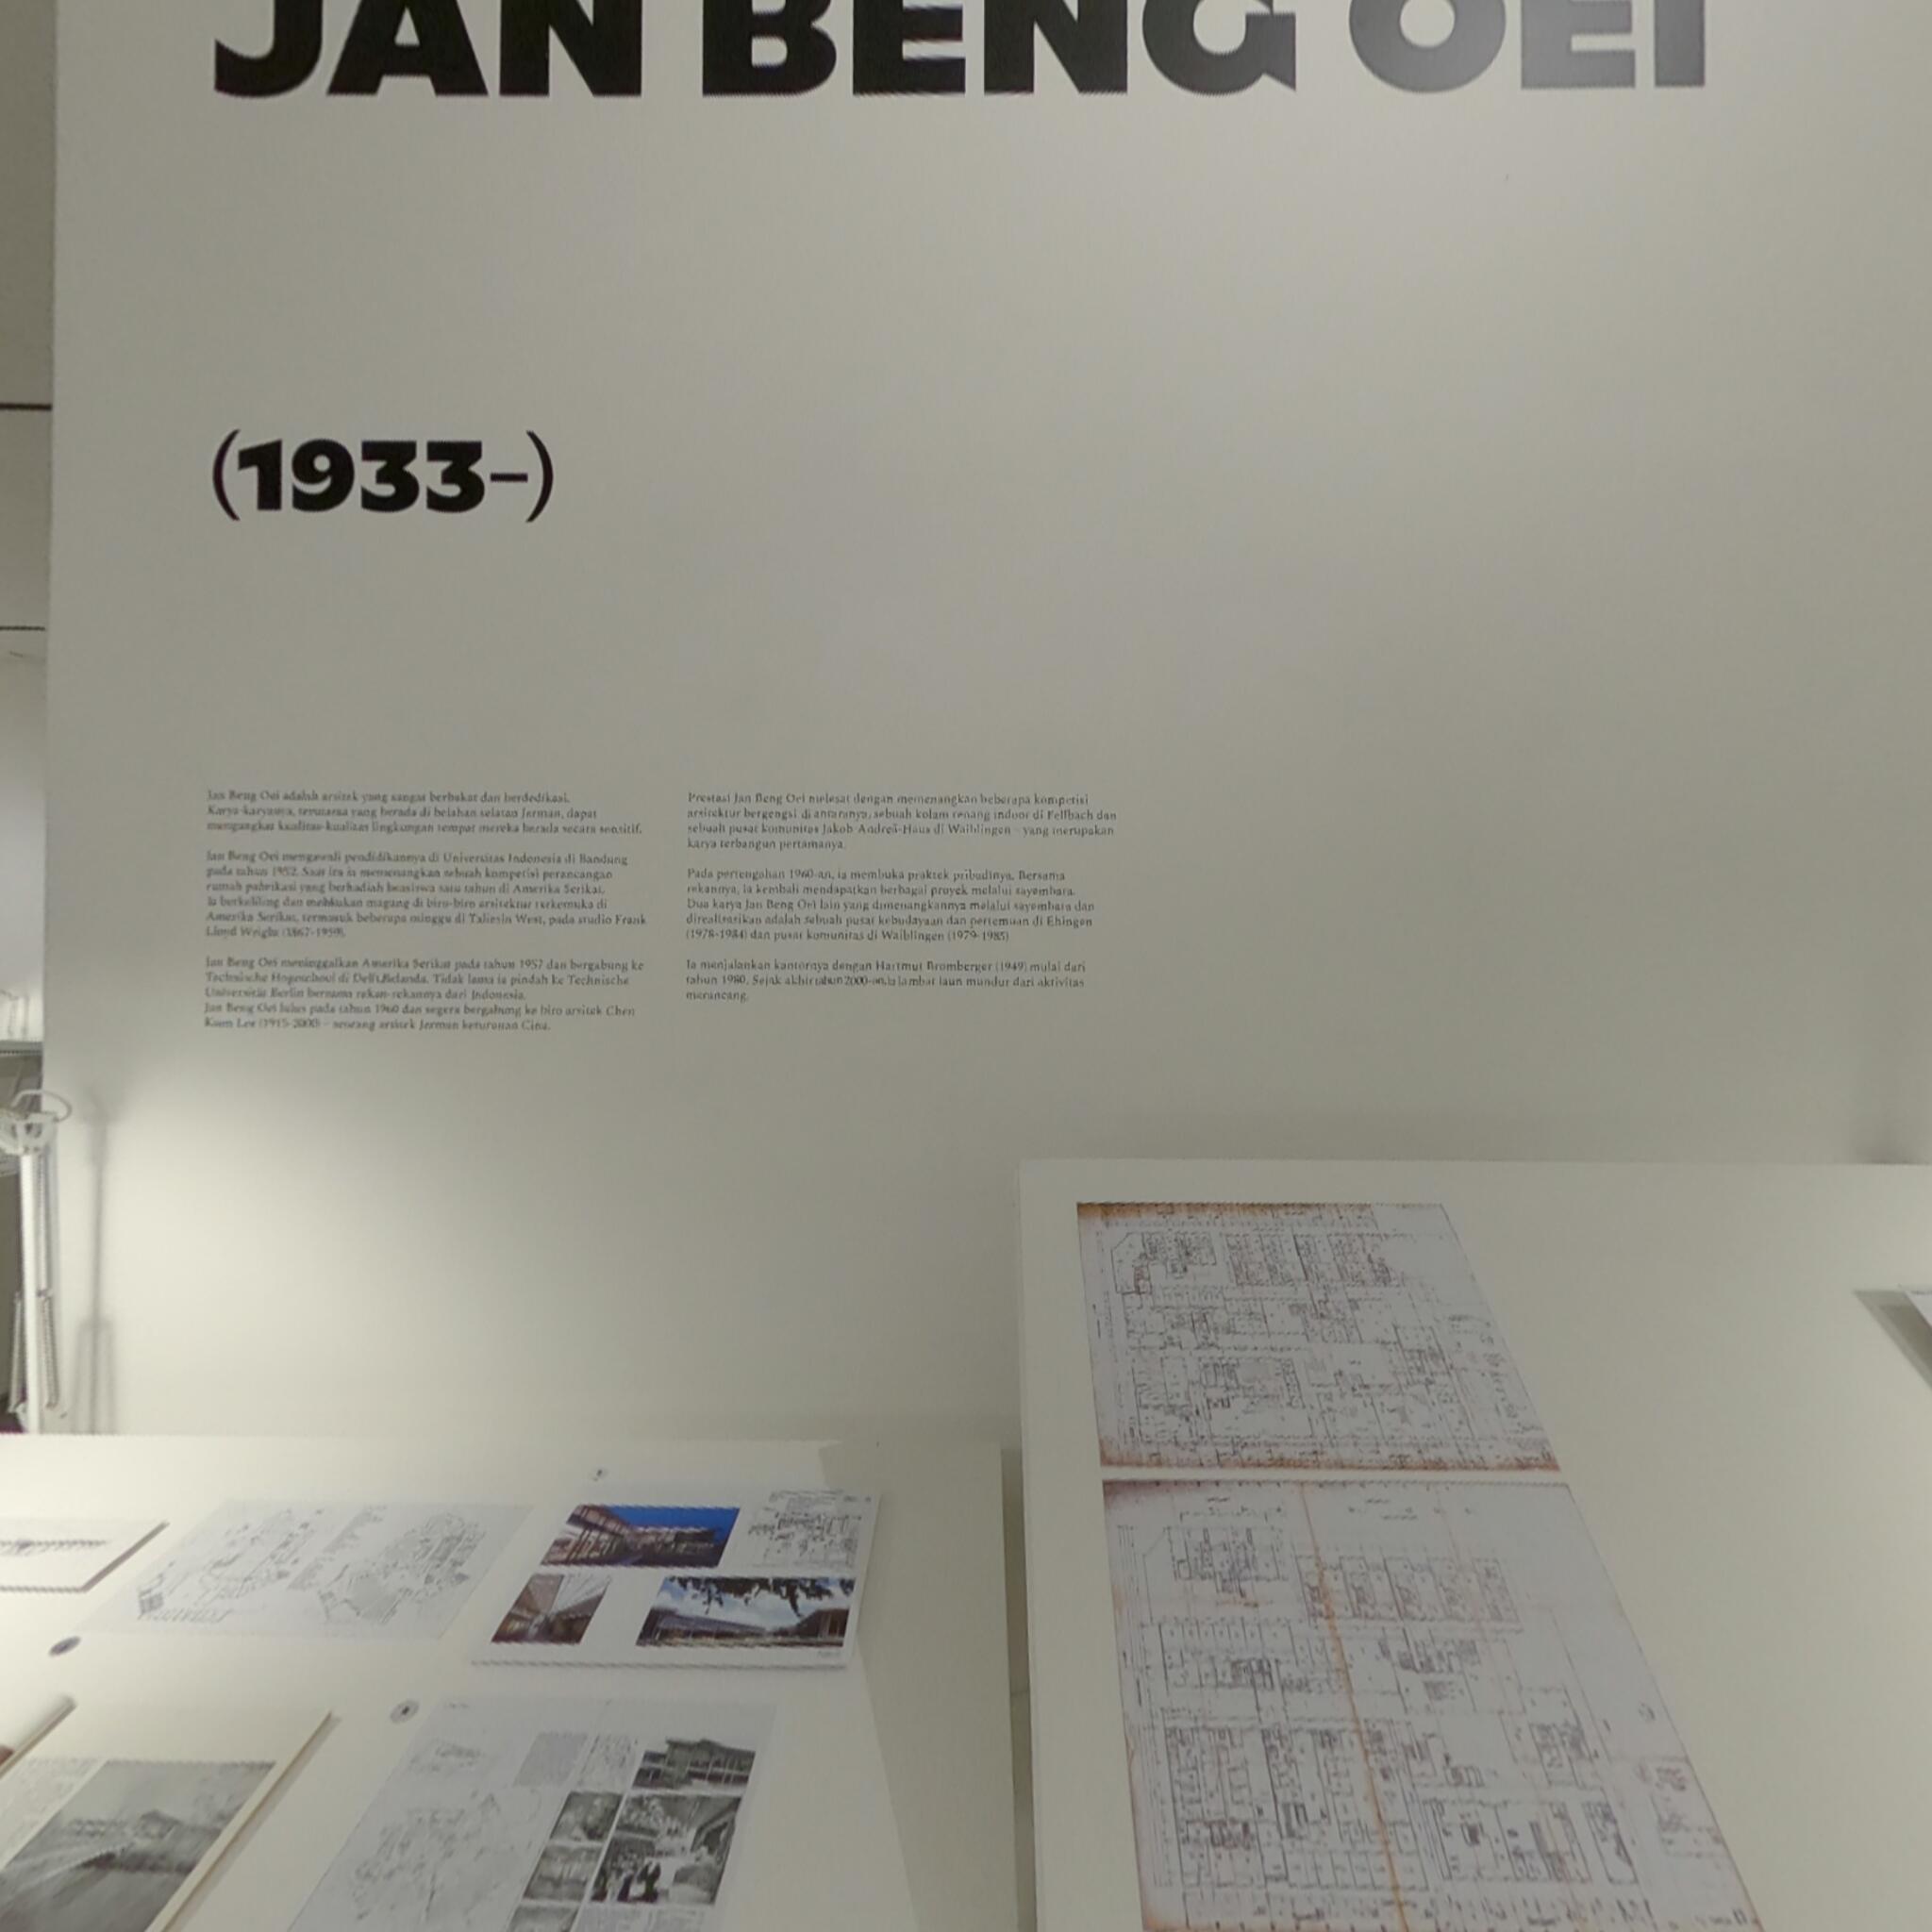 JAN BENG OEI
(1933–)
Jan Beng Oei adalah arsitek yang sangat berbakat dan berdedikasi.
Karya-karyanya, terutama yang berada di belahan selatan Jerman, dapat
mengangkat kualitas-kualitas lingkungan tempat mereka berada secara sensitif.
Jan Beng Oei mengawali pendidikannya di Universitas Indonesia di Bandung
pada tahun 1952. Saat itu ia memenangkan sebuah kompetisi perancangan
rumah pabrikasi yang berhadiah beasiswa satu tahun di Amerika Serikat.
Ia berkeliling dan melakukan magang di biro-biro arsitektur terkemuka di
Amerika Serikat, termasuk beberapa minggu di Taliesin West, pada studio Frank
Lloyd Wright (1867-1959).
Jan Beng Oei meninggalkan Amerika Serikat pada tahun 1957 dan bergabung ke
Technische Hogeschool di Delft,Belanda. Tidak lama ia pindah ke Technische
Universität Berlin bersama rekan-rekannya dari Indonesia.
Jan Beng Oei lulus pada tahun 1960 dan segera bergabung ke biro arsitek Chen
Kuen Lee (1915-2000) – seorang arsitek Jerman keturunan Cina.
Prestasi Jan Beng Oei melesat dengan memenangkan beberapa kompetisi
arsitektur bergengsi di antaranya, sebuah kolam renang indoor di Fellbach dan
sebuah pusat komunitas Jakob Andreä-Haus di Waiblingen – yang merupakan
karya terbangun pertamanya.
Pada pertengahan 1960-an, ia membuka praktek pribadinya. Bersama
rekannya, ia kembali mendapatkan berbagai proyek melalui sayembara.
Dua karya Jan Beng Oei lain yang dimenangkannya melalui sayembara dan
direalisasikan adalah sebuah pusat kebudayaan dan pertemuan di Ehingen
(1978-1984) dan pusat komunitas di Waiblingen (1979-1985)
Ia menjalankan kantornya dengan Hartmut Bromberger (1949) mulai dari
tahun 1980. Sejak akhir tahun 2000-an,ia lambat laun mundur dari aktivitas
merancang.